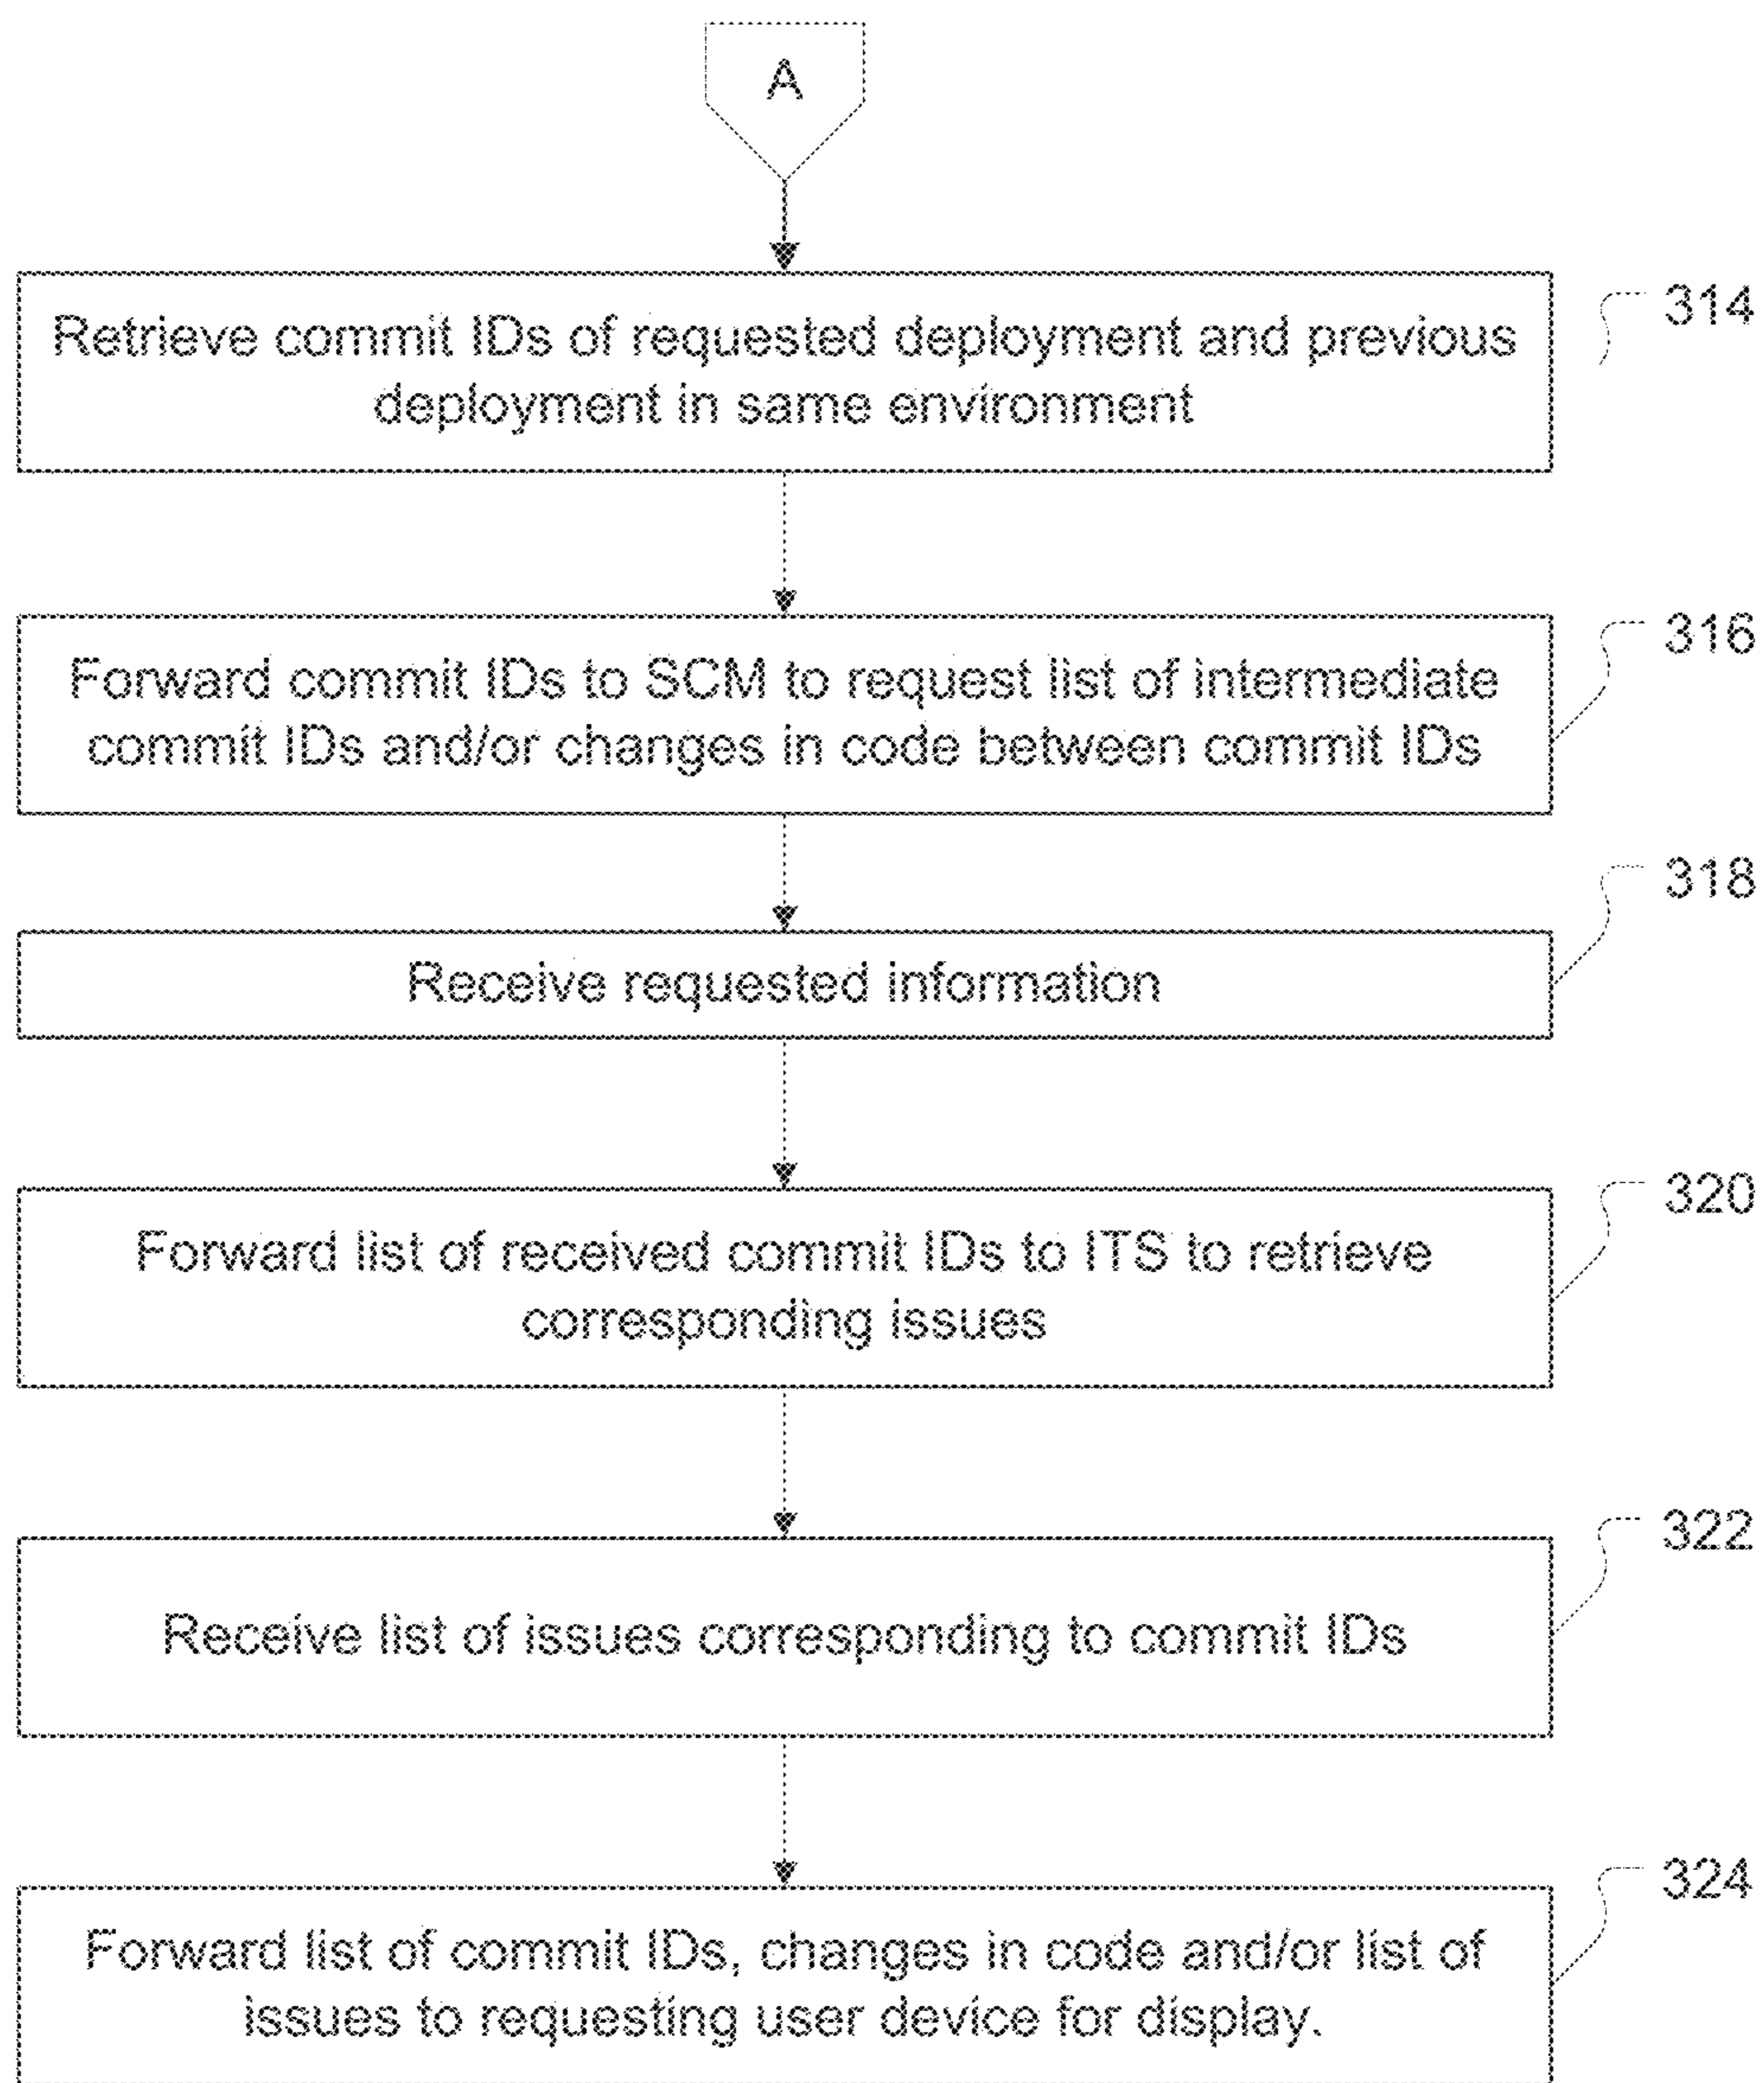 A
Retrieve commit IDs of requested deployment and previous
deployment in same environment
314
Forward commit IDs to SCM to request list of intermediate
commit IDs and/or changes in code between commit IDs
316
Receive requested information
318
Forward list of received commit IDs to ITS to retrieve
corresponding issues
320
Receive list of issues corresponding to commit IDs
322
Forward list of commit IDs, changes in code and/or list of
issues to requesting user device for display.
324